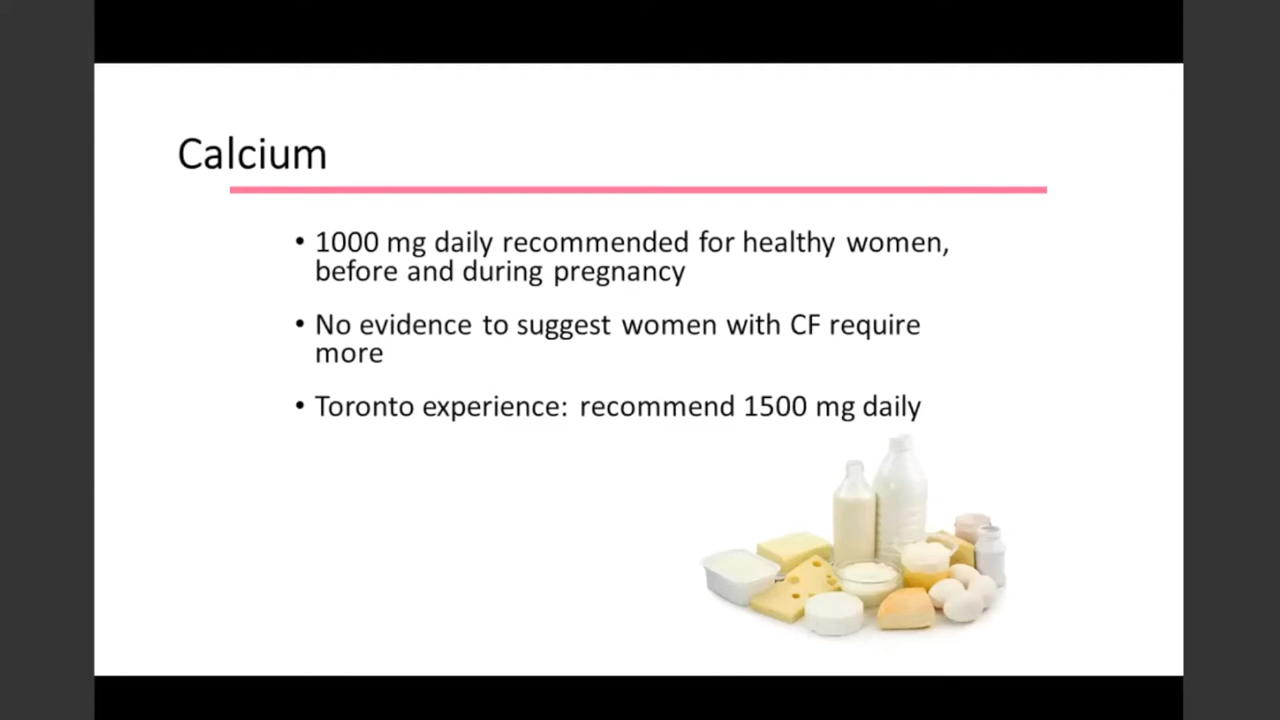 Calcium
• 1000 mg daily recommended for healthy women,
before and during pregnancy
• No evidence to suggest women with CF require
more
• Toronto experience: recommend 1500 mg daily